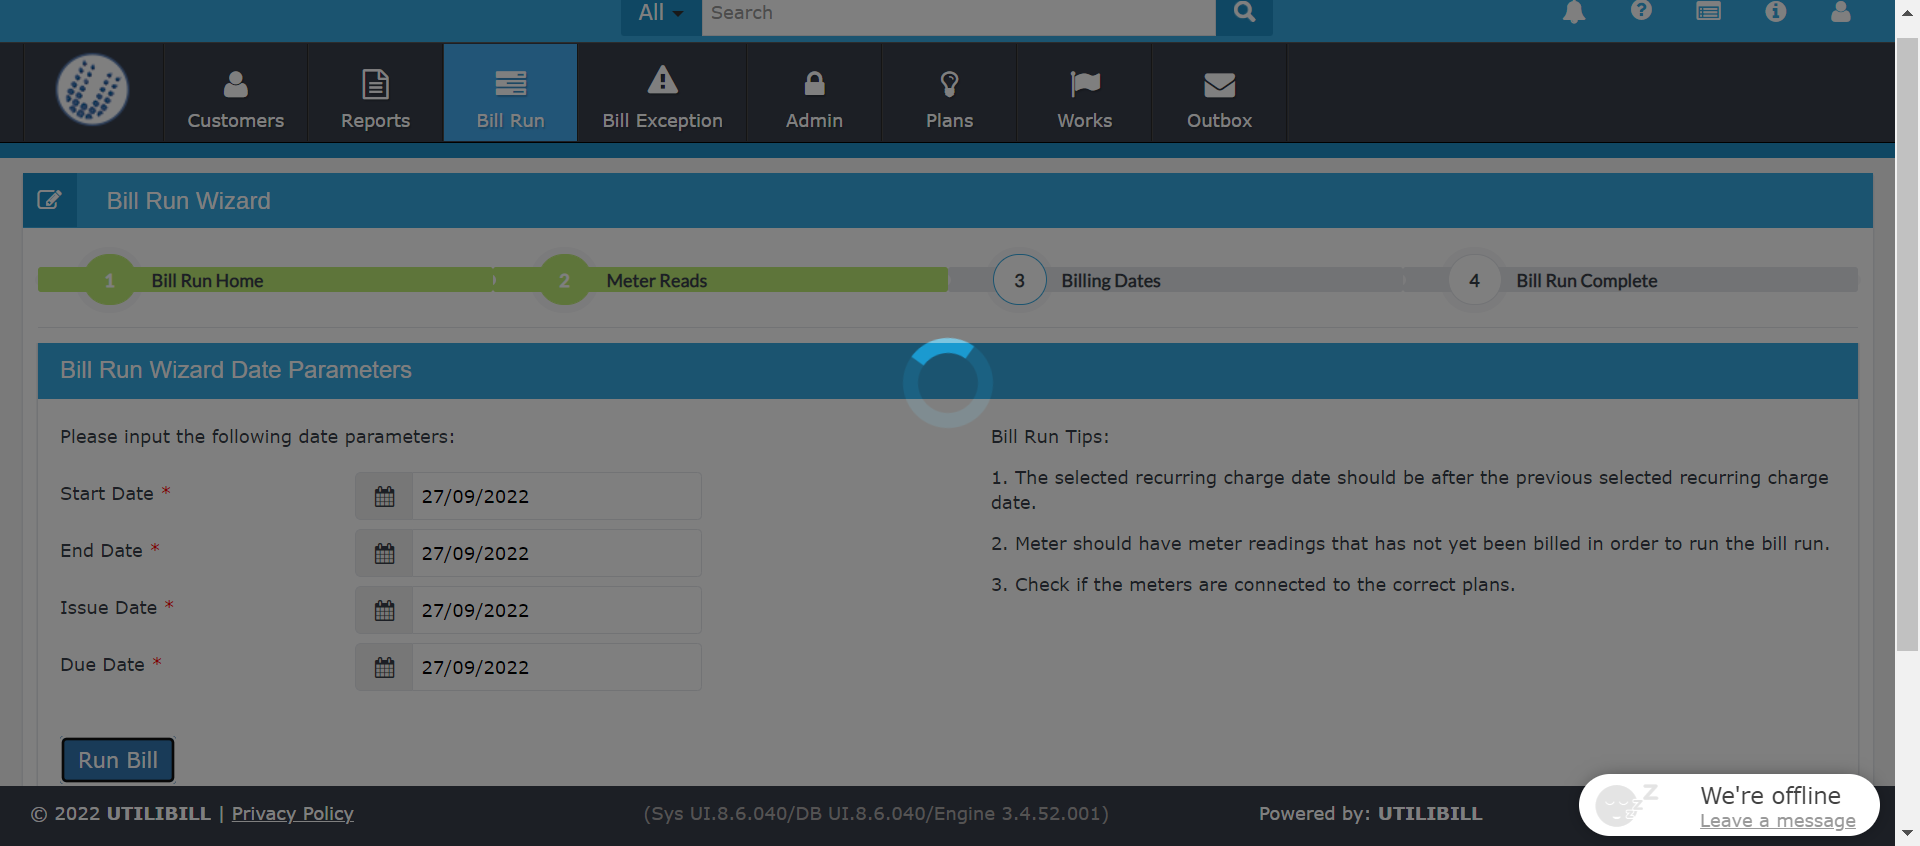 All
Search
Customers
Reports
Bill Run
Bill Exception
Admin
Plans
Works
Outbox
Bill Run Wizard
1 Bill Run Home
2 Meter Reads
3 Billing Dates
4 Bill Run Complete
Bill Run Wizard Date Parameters
Please input the following date parameters:
Start Date * 27/09/2022
End Date * 27/09/2022
Issue Date * 27/09/2022
Due Date * 27/09/2022
Run Bill
Bill Run Tips:
1. The selected recurring charge date should be after the previous selected recurring charge
date.
2. Meter should have meter readings that has not yet been billed in order to run the bill run.
3. Check if the meters are connected to the correct plans.
© 2022 UTILIBILL | Privacy Policy
(Sys UI.8.6.040/DB UI.8.6.040/Engine 3.4.52.001)
Powered by: UTILIBILL
We're offline
Leave a message